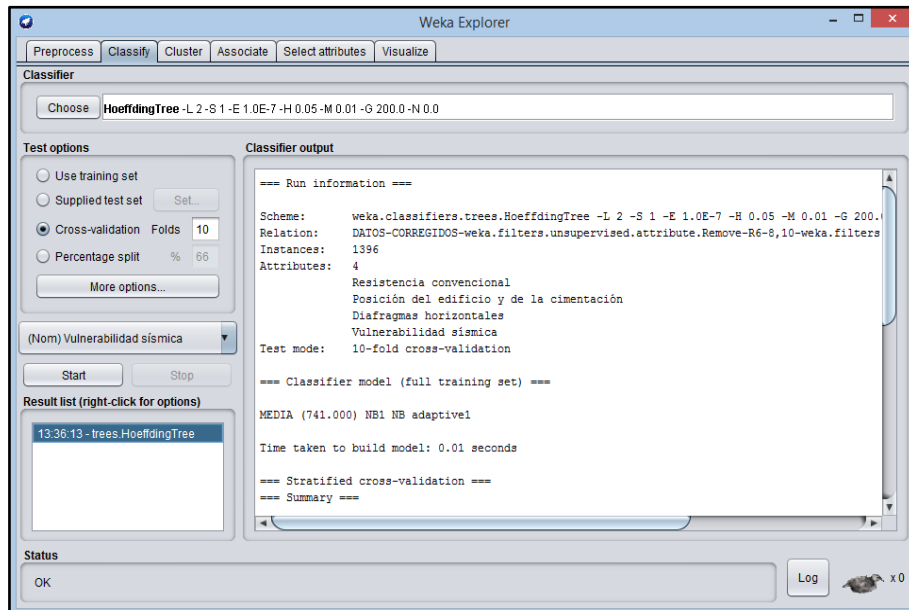 Weka Explorer
Preprocess Classify Cluster Associate Select attributes Visualize
Classifier
Choose HoeffdingTree -L 2 -S 1 -E 1.0E-7 -H 0.05 -M 0.01 -G 200.0 -N 0.0
Test options
Use training set
Supplied test set Set...
Cross-validation Folds 10
Percentage split % 66
More options...
(Nom) Vulnerabilidad sísmica
Start Stop
Result list (right-click for options)
13:36:13 - trees.HoeffdingTree
Classifier output
=== Run information ===
Scheme: weka.classifiers.trees.HoeffdingTree -L 2 -S 1 -E 1.0E-7 -H 0.05 -M 0.01 -G 200.
Relation: DATOS-CORREGIDOS-weka.filters.unsupervised.attribute.Remove-R6-8,10-weka.filters
Instances: 1396
Attributes: 4
Resistencia convencional
Posición del edificio y de la cimentación
Diafragmas horizontales
Vulnerabilidad sísmica
Test mode: 10-fold cross-validation
=== Classifier model (full training set) ===
MEDIA (741.000) NB1 NB adaptive1
Time taken to build model: 0.01 seconds
=== Stratified cross-validation ===
=== Summary ===
Status
OK
Log
x 0